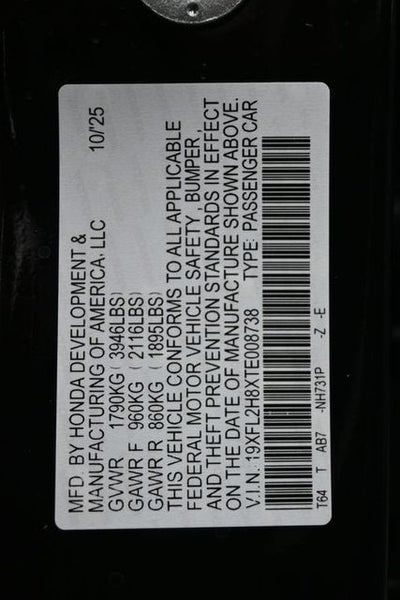 MFD. BY HONDA DEVELOPMENT &
MANUFACTURING OF AMERICA, LLC 10/'25
GVWR 1790KG ( 3946LBS)
GAWR F 960KG ( 2116LBS)
GAWR R 860KG ( 1895LBS)
THIS VEHICLE CONFORMS TO ALL APPLICABLE
FEDERAL MOTOR VEHICLE SAFETY, BUMPER,
AND THEFT PREVENTION STANDARDS IN EFFECT
ON THE DATE OF MANUFACTURE SHOWN ABOVE.
V.I.N. 19XFL2H8XTE008738 TYPE: PASSENGER CAR
T64 T AB7 -NH731P -Z -E